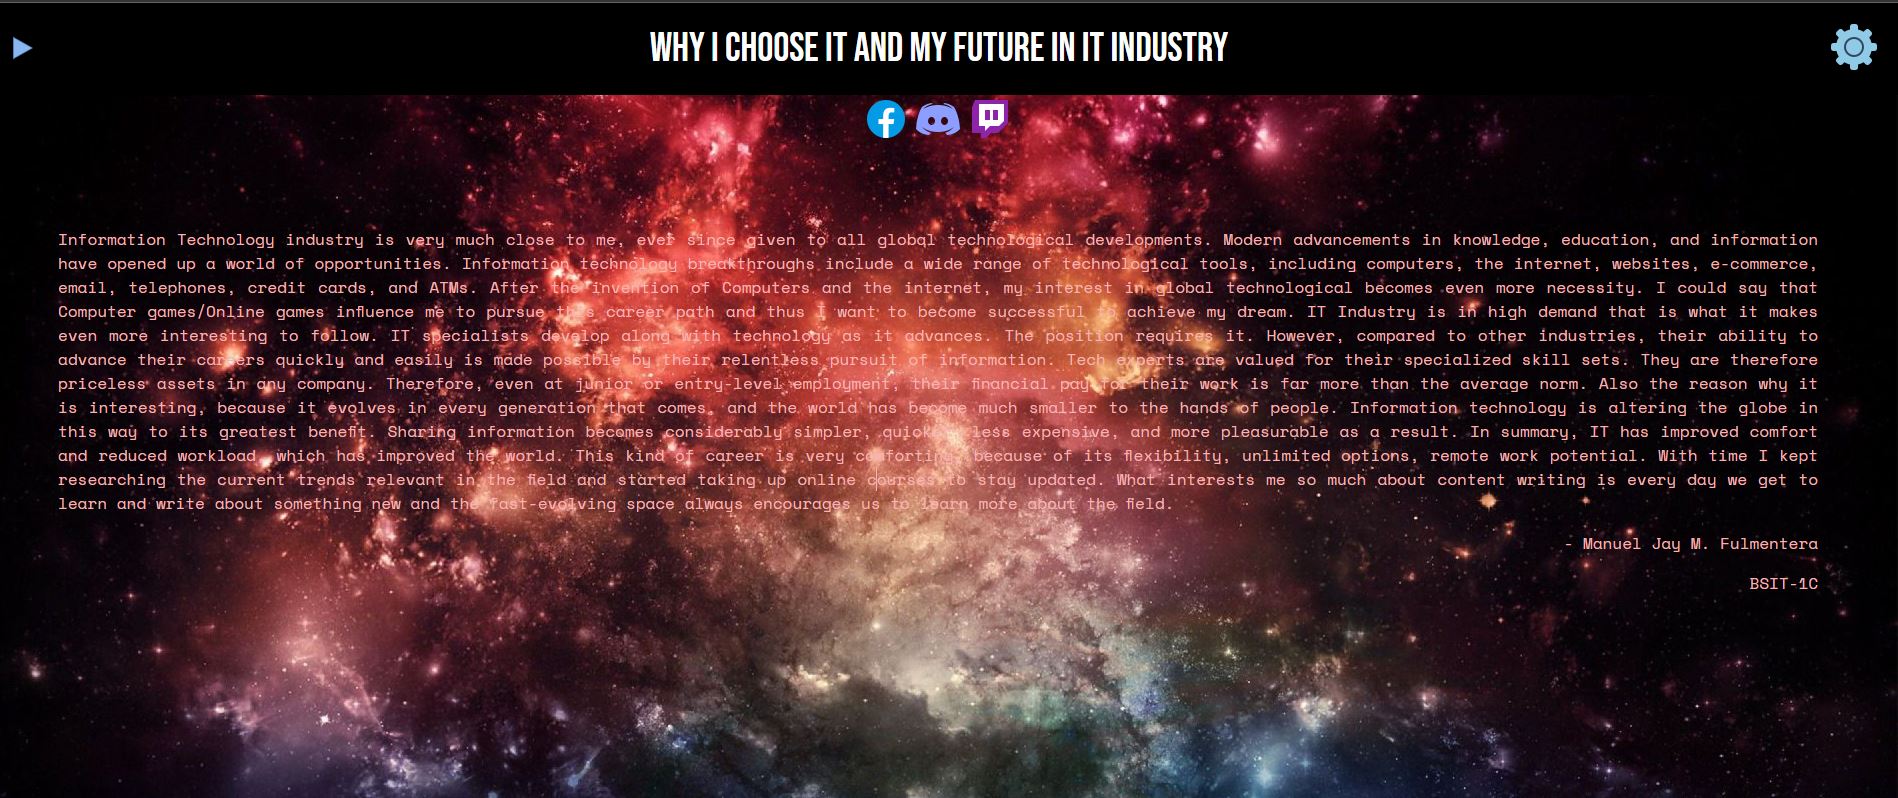 WHY I CHOOSE IT AND MY FUTURE IN IT INDUSTRY
Information Technology industry is very much close to me, ever since given to all global technological developments. Modern advancements in knowledge, education, and information
have opened up a world of opportunities. Information technology breakthroughs include a wide range of technological tools, including computers, the internet, websites, e-commerce,
email, telephones, credit cards, and ATMs. After the invention of Computers and the internet, my interest in global technological becomes even more necessity. I could say that
Computer games/Online games influence me to pursue this career path and thus I want to become successful to achieve my dream. IT Industry is in high demand that is what it makes
even more interesting to follow. IT specialists develop along with technology as it advances. The position requires it. However, compared to other industries, their ability to
advance their careers quickly and easily is made possible by their relentless pursuit of information. Tech experts are valued for their specialized skill sets. They are therefore
priceless assets in any company. Therefore, even at junior or entry-level employment, their financial pay for their work is far more than the average norm. Also the reason why it
is interesting, because it evolves in every generation that comes, and the world has become much smaller to the hands of people. Information technology is altering the globe in
this way to its greatest benefit. Sharing information becomes considerably simpler, quicker, less expensive, and more pleasurable as a result. In summary, IT has improved comfort
and reduced workload, which has improved the world. This kind of career is very comforting, because of its flexibility, unlimited options, remote work potential. With time I kept
researching the current trends relevant in the field and started taking up online courses to stay updated. What interests me so much about content writing is every day we get to
learn and write about something new and the fast-evolving space always encourages us to learn more about the field.
- Manuel Jay M. Fulmentera
BSIT-1C